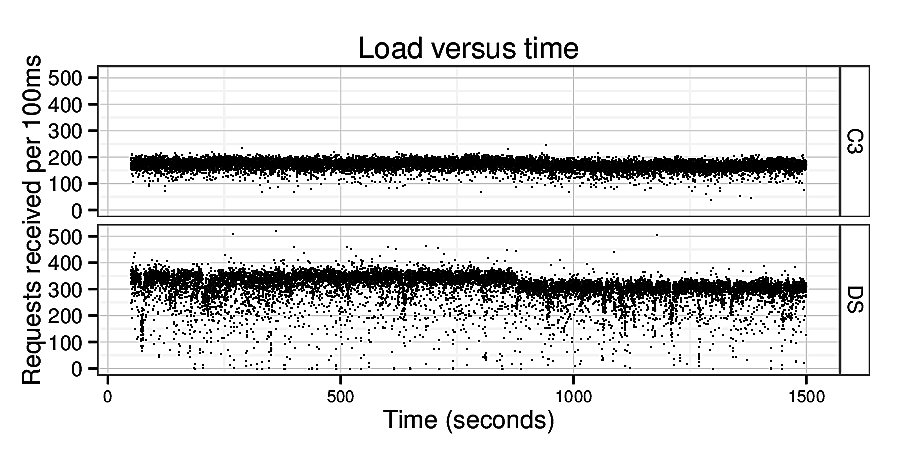 Load versus time
Requests received per 100ms
500
400
300
200
100
0
C3
500
400
300
200
100
0
DS
0 500 1000 1500
Time (seconds)